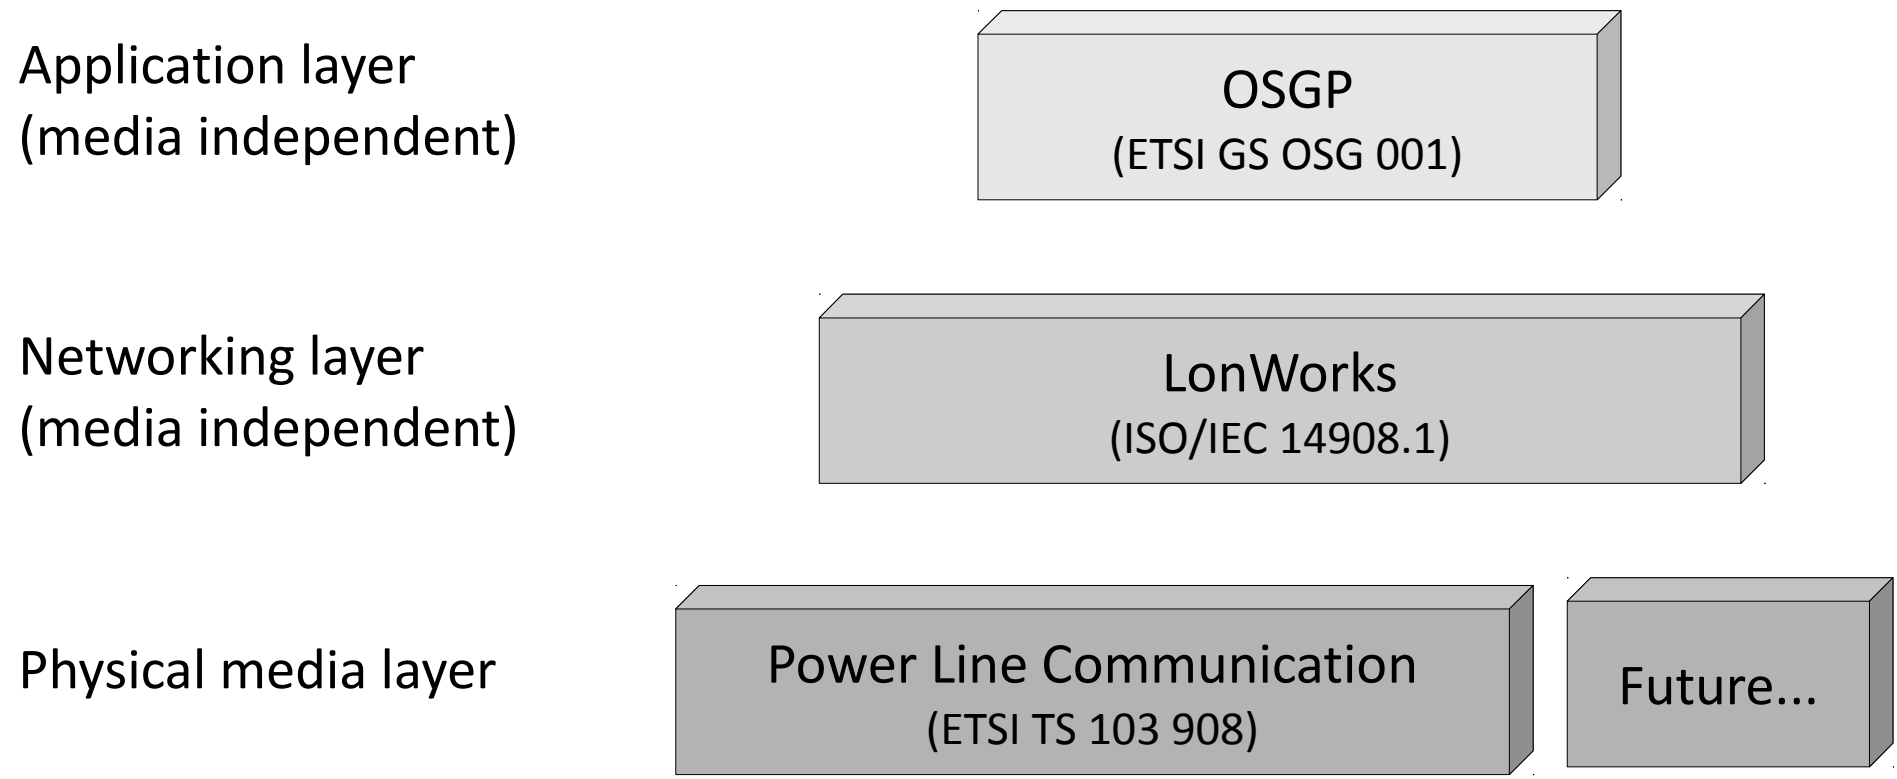 Application layer
(media independent)
OSGP
(ETSI GS OSG 001)
Networking layer
(media independent)
LonWorks
(ISO/IEC 14908.1)
Physical media layer
Power Line Communication
(ETSI TS 103 908)
Future...